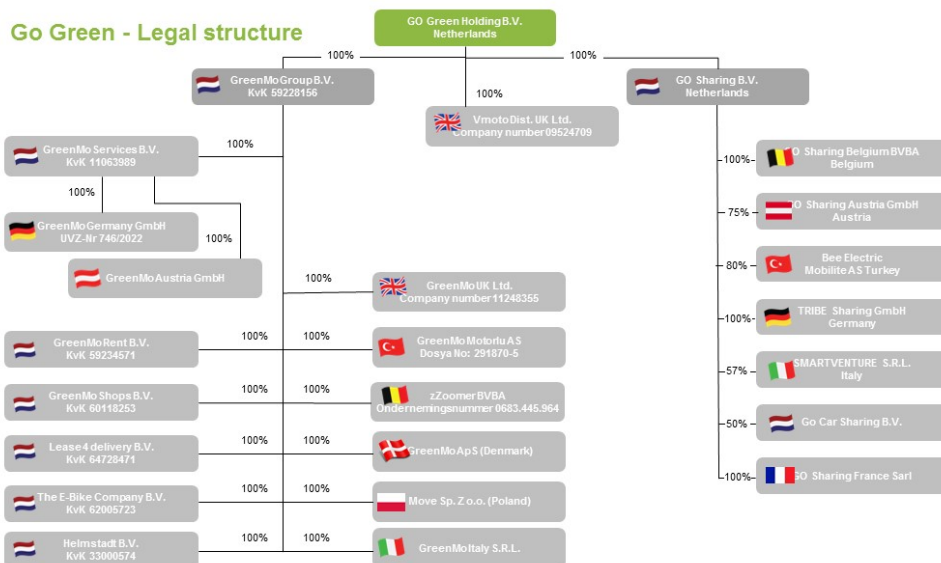 Go Green - Legal structure
GO Green Holding B.V.
Netherlands
100%
100%
GreenMo Group B.V.
KvK 59228156
GO Sharing B.V.
Netherlands
100%
Vmoto Dist. UK Ltd.
Company number 09524709
GreenMo Services B.V.
KvK 11063989
100%
100%
GreenMo Germany GmbH
UVZ-Nr 746/2022
100%
GreenMo Austria GmbH
100%
GreenMo UK Ltd.
Company number 11248355
GreenMo Rent B.V.
KvK 59234571
100%
100%
GreenMo Motorlu AS
Dosya No: 291870-5
GreenMo Shops B.V.
KvK 60118253
100%
100%
zZoomer BVBA
Ondernemingsnummer 0683.445.964
Lease 4 delivery B.V.
KvK 64728471
100%
100%
GreenMo ApS (Denmark)
The E-Bike Company B.V.
KvK 62005723
100%
100%
Move Sp. Z o.o. (Poland)
Helmstadt B.V.
KvK 33000574
100%
100%
GreenMo Italy S.R.L.
100%
GO Sharing Belgium BVBA
Belgium
75%
GO Sharing Austria GmbH
Austria
80%
Bee Electric
Mobilite AS Turkey
100%
TRIBE Sharing GmbH
Germany
57%
SMARTVENTURE S.R.L.
Italy
50%
Go Car Sharing B.V.
100%
GO Sharing France Sarl